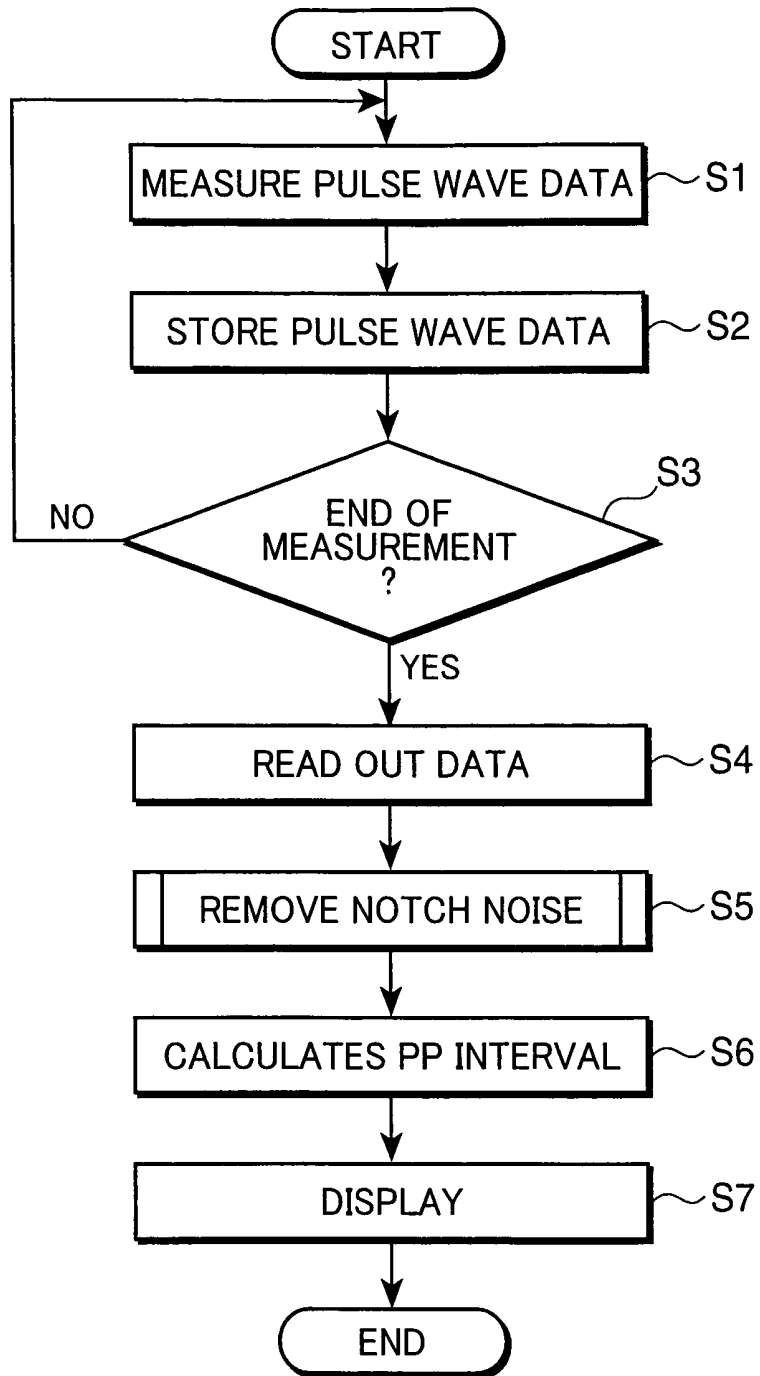 START
MEASURE PULSE WAVE DATA
S1
STORE PULSE WAVE DATA
S2
S3
END OF
MEASUREMENT
?
NO
YES
READ OUT DATA
S4
REMOVE NOTCH NOISE
S5
CALCULATES PP INTERVAL
S6
DISPLAY
S7
END